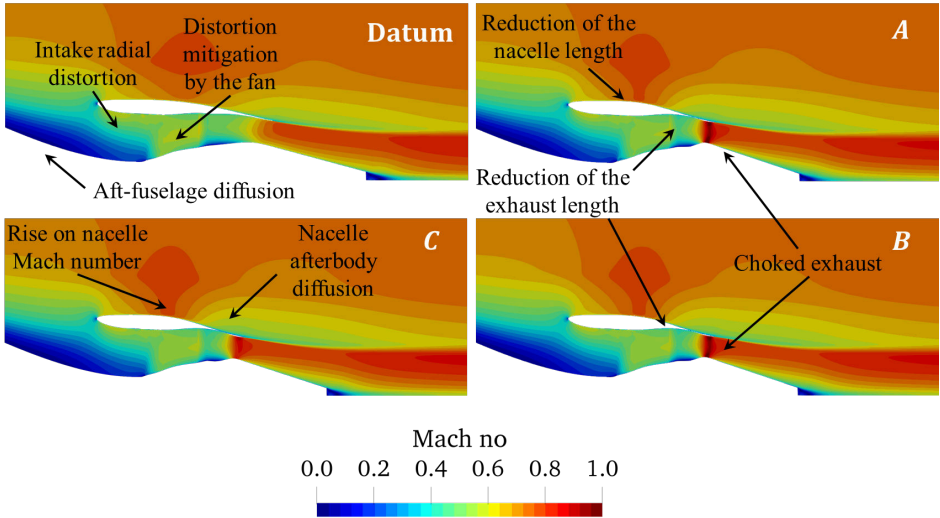 Datum
Intake radial
distortion
Distortion
mitigation
by the fan
Aft-fuselage diffusion
A
Reduction of the
nacelle length
Reduction of the
exhaust length
C
Rise on nacelle
Mach number
Nacelle
afterbody
diffusion
B
Choked exhaust
Mach no
0.0 0.2 0.4 0.6 0.8 1.0